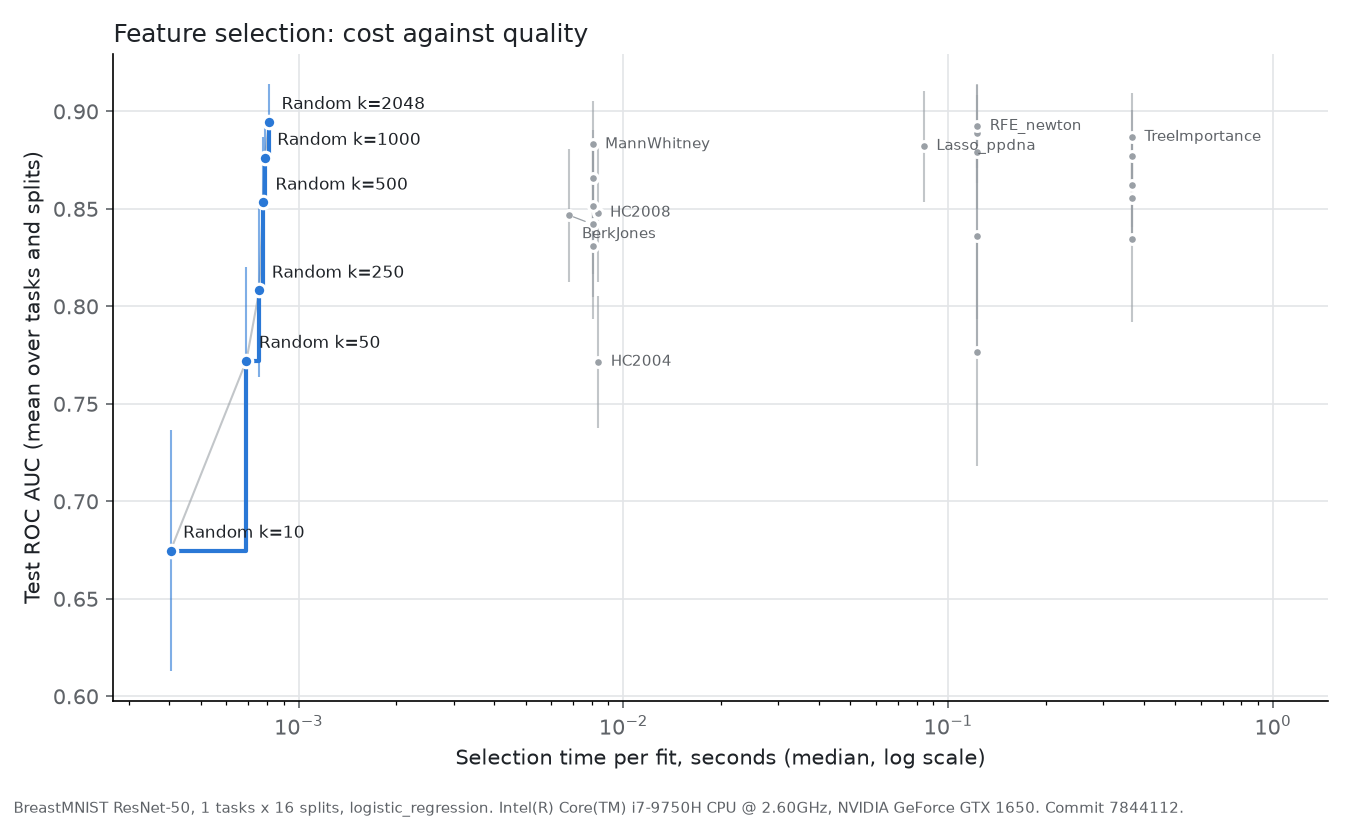 Feature selection: cost against quality
Test ROC AUC (mean over tasks and splits)
0.90
0.85
0.80
0.75
0.70
0.65
0.60
Random k=2048
Random k=1000
Random k=500
Random k=250
Random k=50
Random k=10
MannWhitney
HC2008
BerkJones
HC2004
RFE_newton
Lasso_ppdna
TreeImportance
10⁻³
10⁻²
10⁻¹
10⁰
Selection time per fit, seconds (median, log scale)
BreastMNIST ResNet-50, 1 tasks x 16 splits, logistic_regression. Intel(R) Core(TM) i7-9750H CPU @ 2.60GHz, NVIDIA GeForce GTX 1650. Commit 7844112.